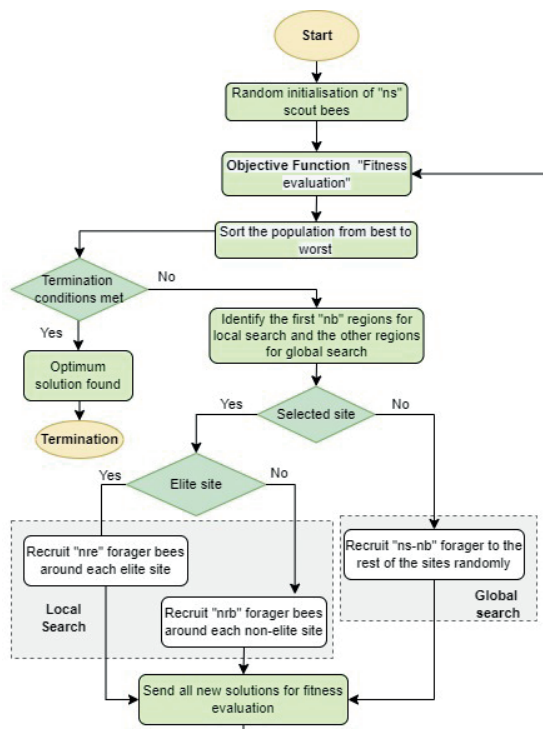 Start
Random initialisation of "ns"
scout bees
Objective Function "Fitness
evaluation"
Sort the population from best to
worst
Termination
conditions met
No
Yes
Identify the first "nb" regions for
local search and the other regions
for global search
Optimum
solution found
Termination
Selected site
Yes
No
Elite site
Yes
No
Recruit "nre" forager bees
around each elite site
Local
Search
Recruit "nrb" forager bees
around each non-elite site
Recruit "ns-nb" forager to the
rest of the sites randomly
Global
search
Send all new solutions for fitness
evaluation